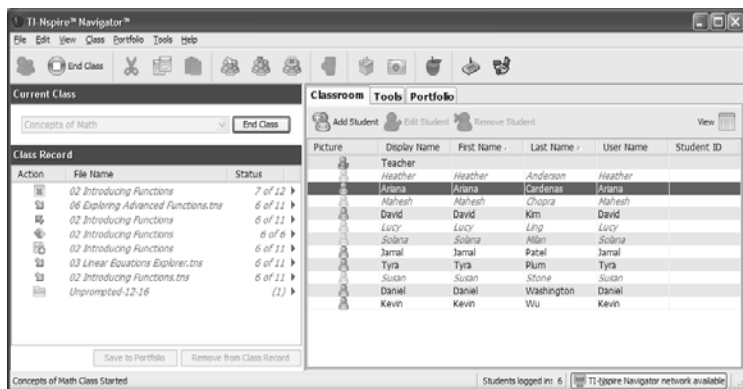 TI-Nspire™ Navigator™
File Edit View Class Portfolio Tools Help
End Class
Current Class
Concepts of Math End Class
Class Record
Action File Name Status
02 Introducing Functions 7 of 12
06 Exploring Advanced Functions.tns 6 of 11
02 Introducing Functions 6 of 11
02 Introducing Functions 6 of 6
02 Introducing Functions 6 of 11
03 Linear Equations Explorer.tns 6 of 11
02 Introducing Functions.tns 6 of 11
Unprompted-12-16 (1)
Save to Portfolio Remove from Class Record
Classroom Tools Portfolio
Add Student Edit Student Remove Student View
Picture Display Name First Name Last Name User Name Student ID
Teacher
Heather Heather Anderson Heather
Ariana Ariana Cardenas Ariana
Mahesh Mahesh Chopra Mahesh
David David Kim David
Lucy Lucy Ling Lucy
Solana Solana Milan Solana
Jamal Jamal Patel Jamal
Tyra Tyra Plum Tyra
Susan Susan Stone Susan
Daniel Daniel Washington Daniel
Kevin Kevin Wu Kevin
Concepts of Math Class Started Students logged in: 6 TI-Nspire Navigator network available